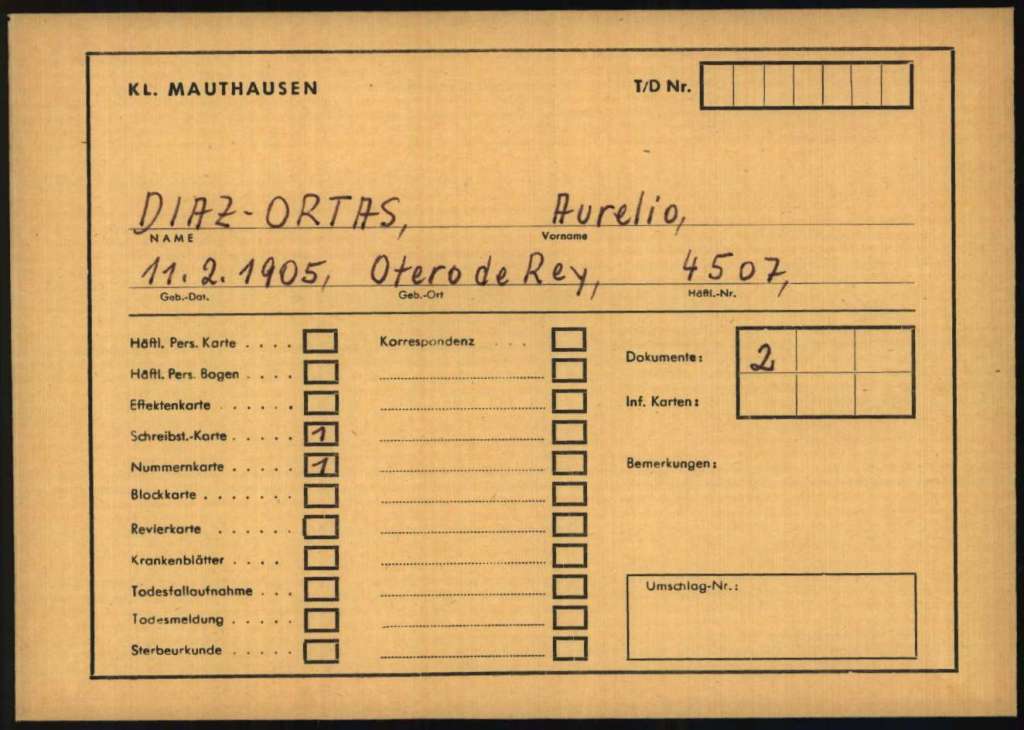 KL. MAUTHAUSEN
T/D Nr.
DIAZ-ORTAS, Aurelio,
NAME Vorname
11.2.1905, Otero de Rey, 4507,
Geb.-Dat. Geb.-Ort Häftl.-Nr.
Häftl. Pers. Karte . . . .
Häftl. Pers. Bogen . . . .
Effektenkarte . . . . . .
Schreibst.-Karte . . . . . 1
Nummernkarte . . . . . 1
Blockkarte . . . . . . .
Revierkarte . . . . . .
Krankenblätter . . . .
Todesfallaufnahme . . .
Todesmeldung . . . . .
Sterbeurkunde . . . . .
Korrespondenz . . .
Dokumente: 2
Inf. Karten:
Bemerkungen:
Umschlag-Nr.: